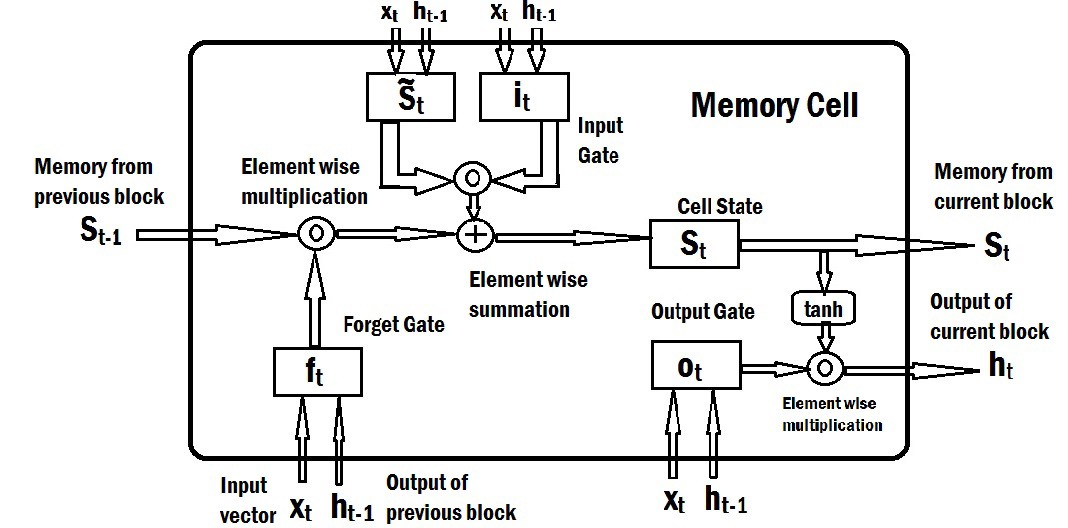 xt ht-1 xt ht-1
S̃t
it
Memory Cell
Input
Gate
Memory from
previous block
St-1
Element wise
multiplication
Element wise
summation
Cell State
St
Memory from
current block
St
Forget Gate
ft
Output Gate
ot
tanh
Output of
current block
ht
Element wise
multiplication
Input
vector
xt
ht-1
Output of
previous block
xt ht-1